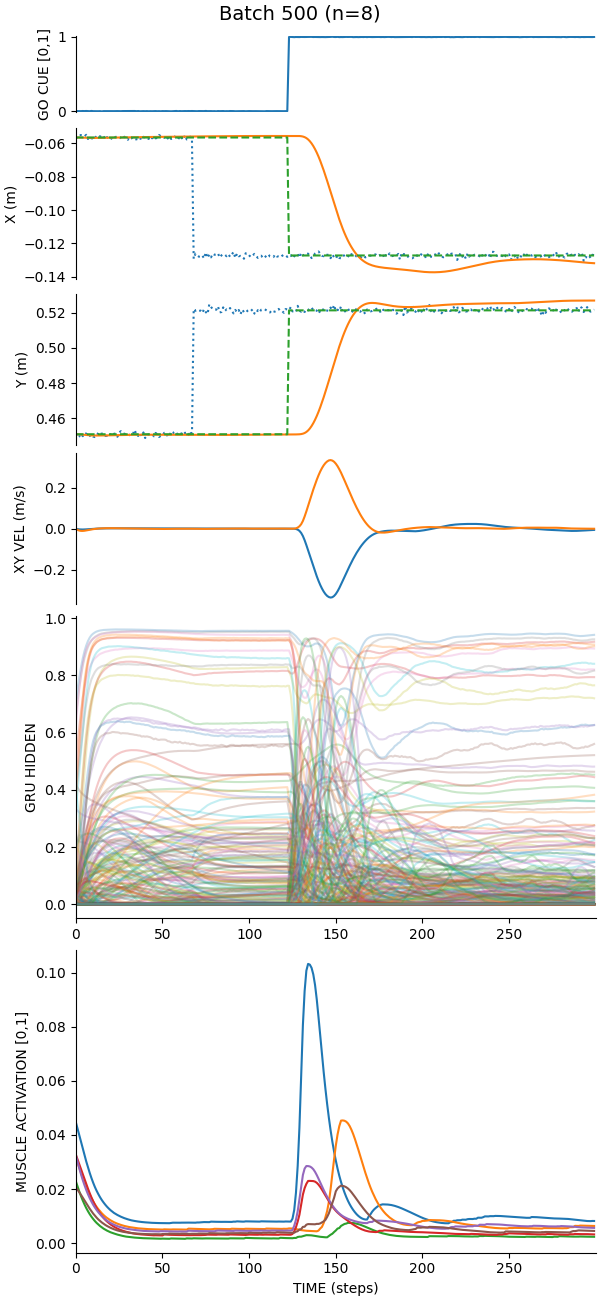 Batch 500 (n=8)
GO CUE [0,1]
1
0
X (m)
−0.06
−0.08
−0.10
−0.12
−0.14
Y (m)
0.52
0.50
0.48
0.46
XY VEL (m/s)
0.2
0.0
−0.2
GRU HIDDEN
1.0
0.8
0.6
0.4
0.2
0.0
0 50 100 150 200 250
MUSCLE ACTIVATION [0,1]
0.10
0.08
0.06
0.04
0.02
0.00
0 50 100 150 200 250
TIME (steps)